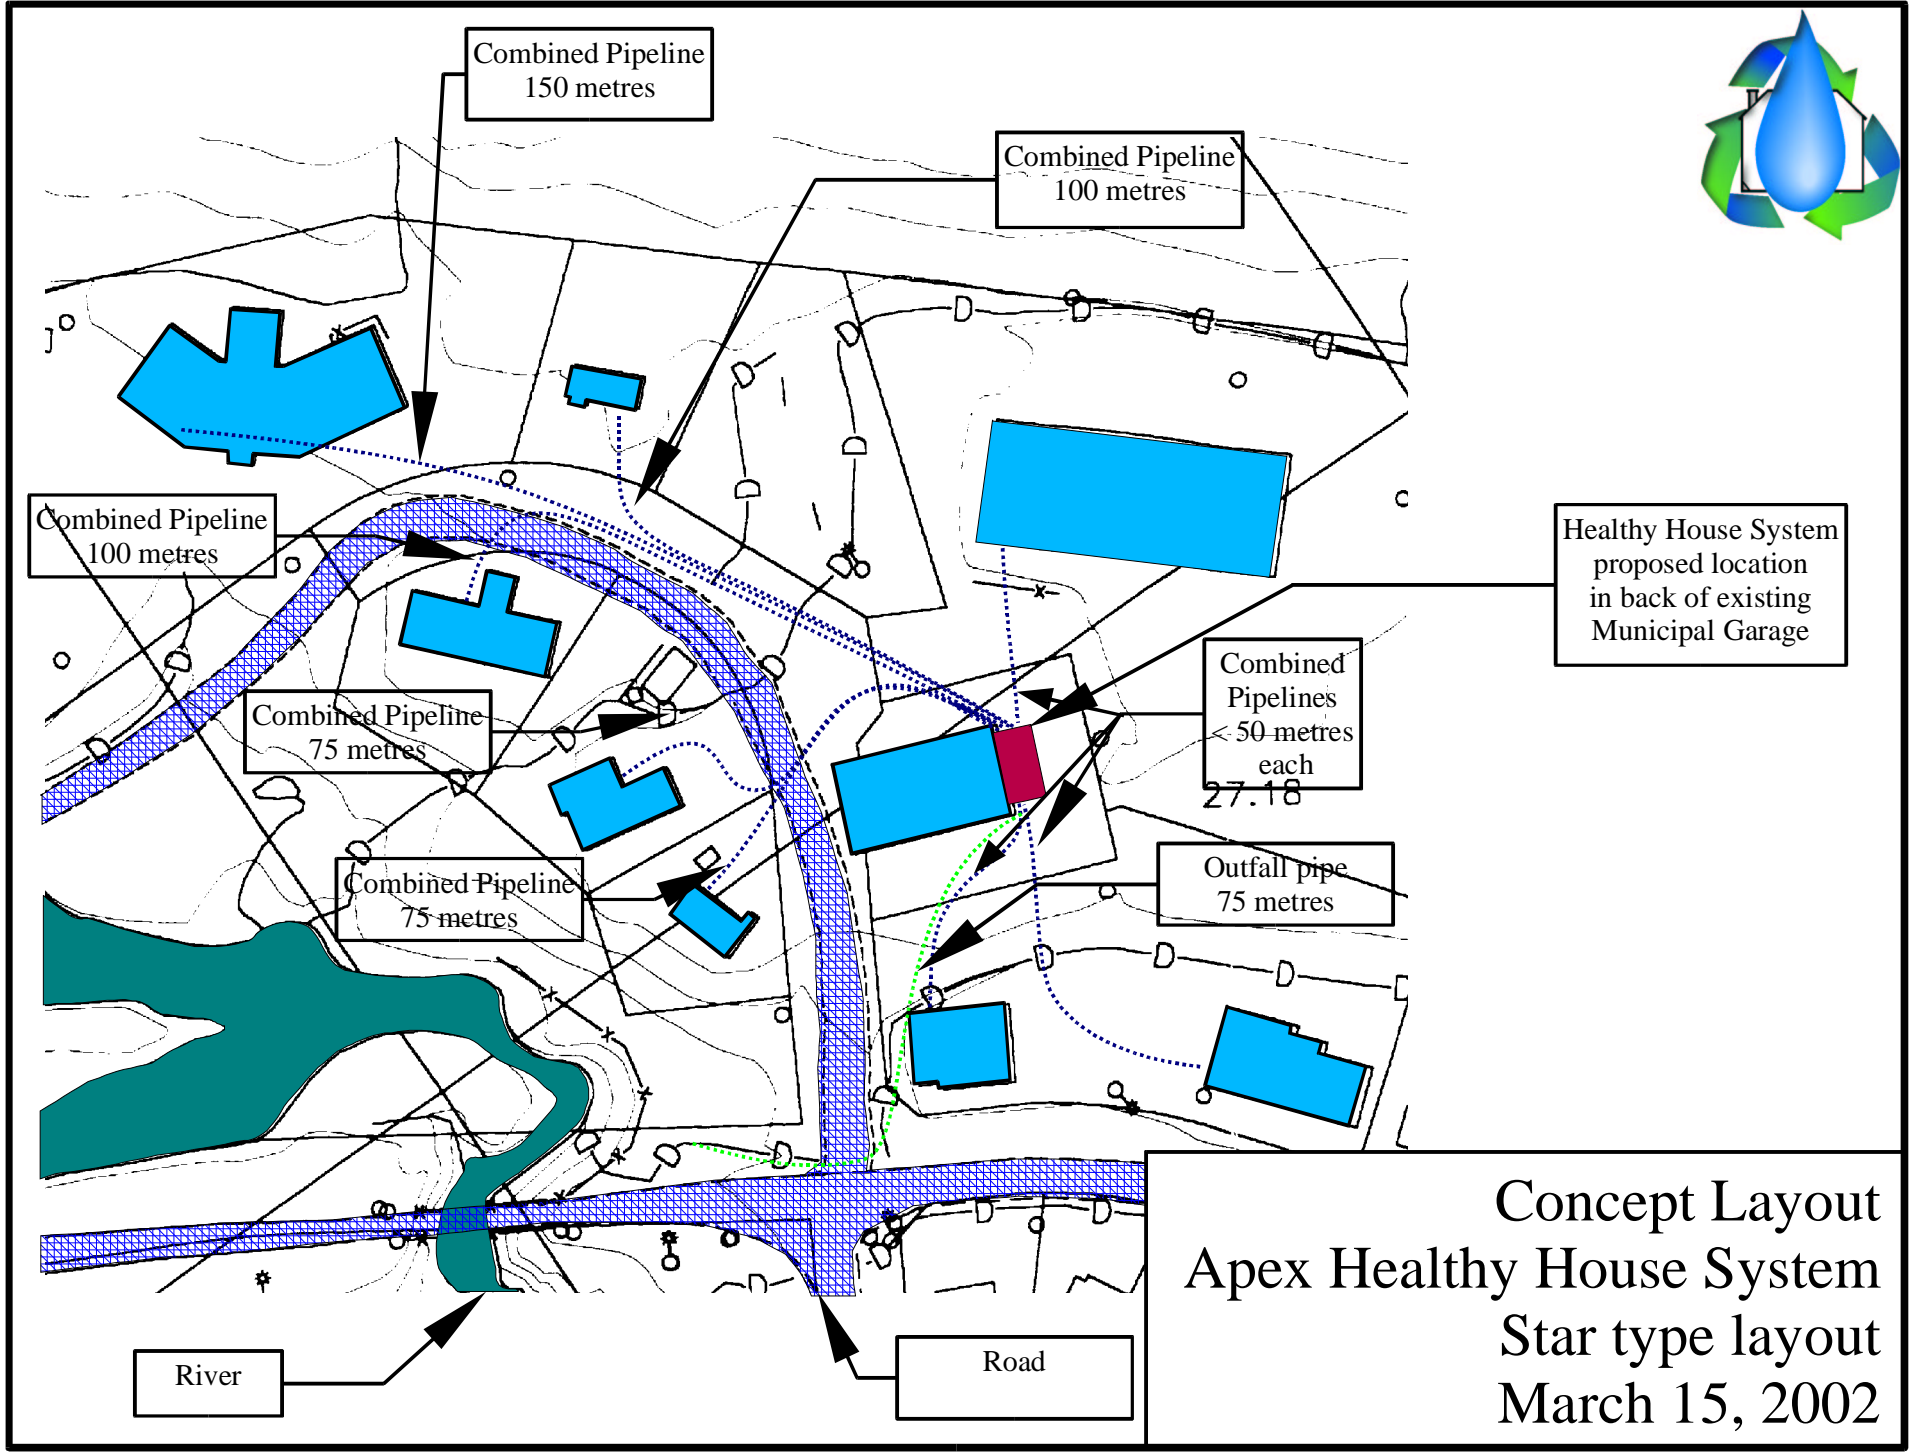 Combined Pipeline
150 metres
Combined Pipeline
100 metres
Combined Pipeline
100 metres
Healthy House System
proposed location
in back of existing
Municipal Garage
Combined
Pipelines
< 50 metres
each
27.18
Combined Pipeline
75 metres
Combined Pipeline
75 metres
Outfall pipe
75 metres
River
Road
Concept Layout
Apex Healthy House System
Star type layout
March 15, 2002